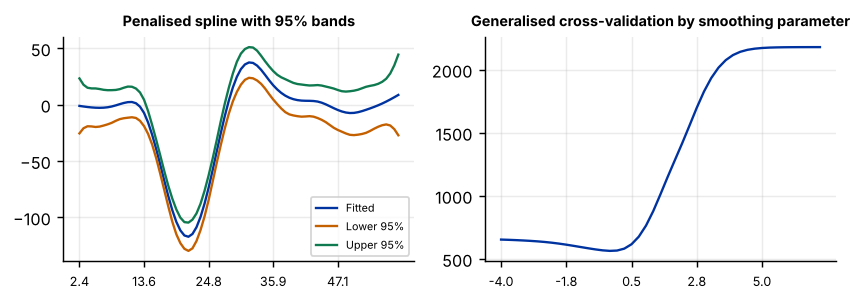 Penalised spline with 95% bands
50
0
−50
−100
2.4 13.6 24.8 35.9 47.1
Fitted
Lower 95%
Upper 95%
Generalised cross-validation by smoothing parameter
2000
1500
1000
500
-4.0 -1.8 0.5 2.8 5.0